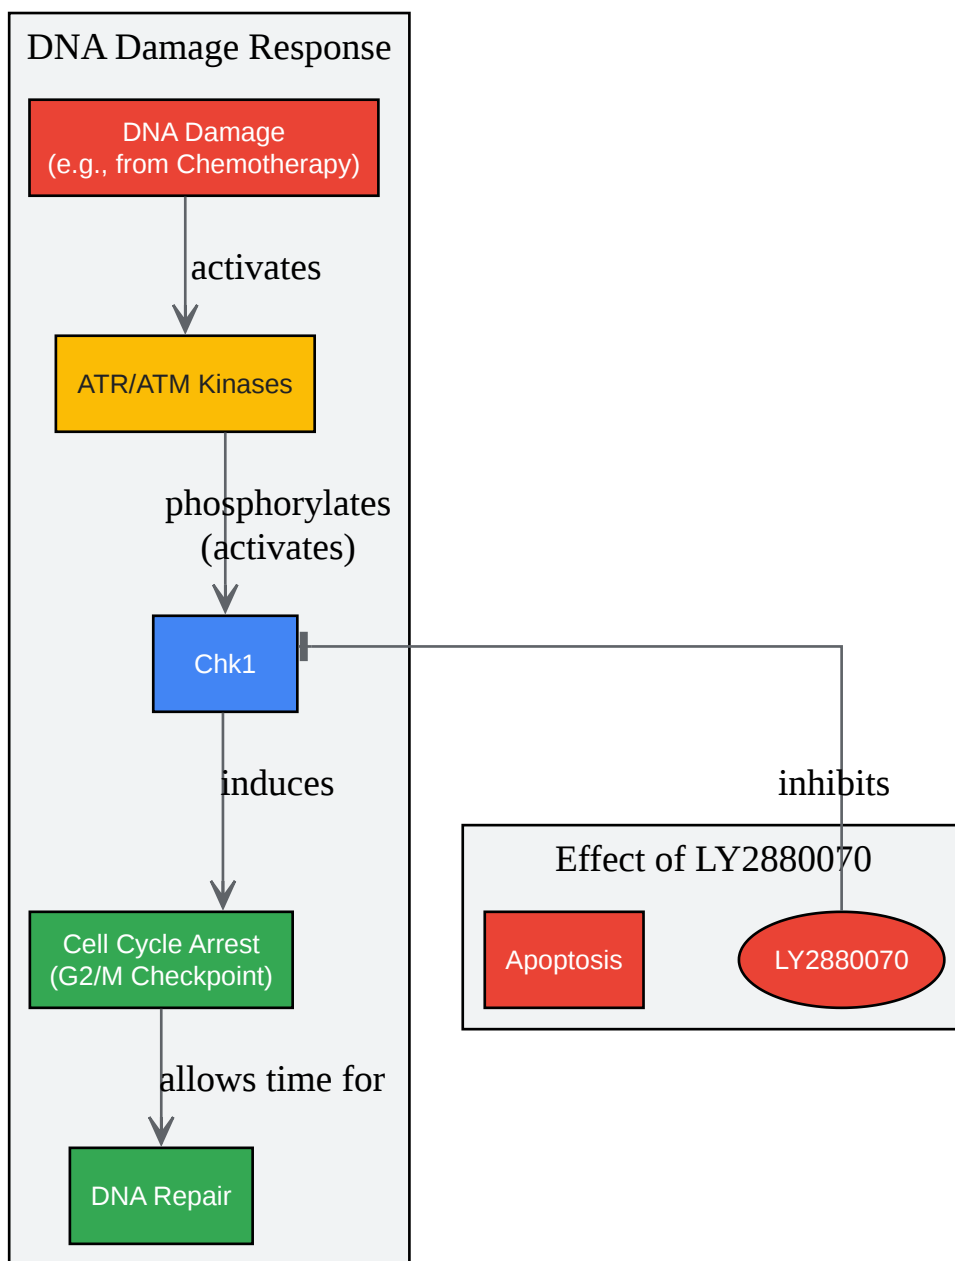 DNA Damage Response
DNA Damage
(e.g., from Chemotherapy)
activates
ATR/ATM Kinases
phosphorylates
(activates)
Chk1
induces
inhibits
Effect of LY2880070
Cell Cycle Arrest
(G2/M Checkpoint)
Apoptosis
LY2880070
allows time for
DNA Repair